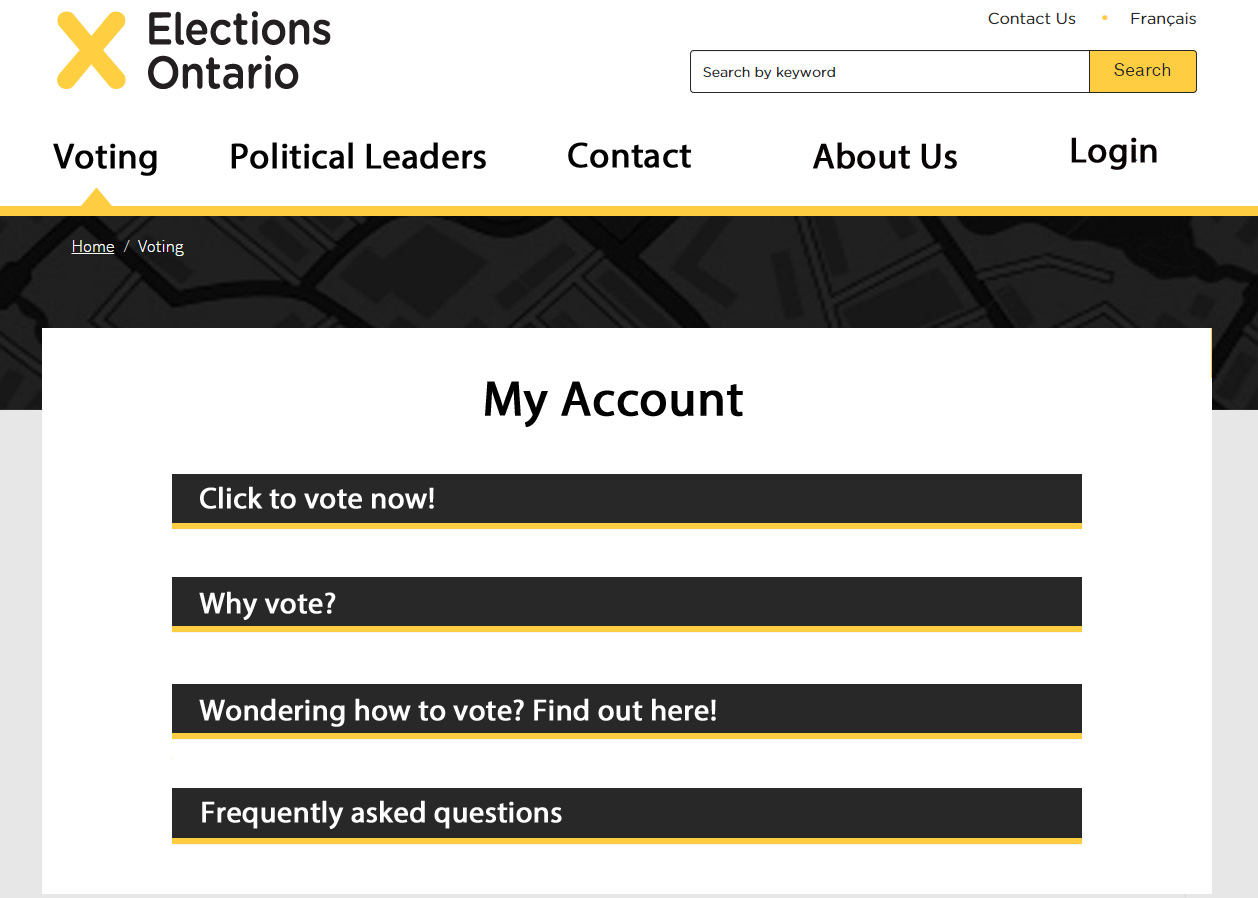 Elections
Ontario
Contact Us • Français
Search by keyword
Search
Voting
Political Leaders
Contact
About Us
Login
Home / Voting
My Account
Click to vote now!
Why vote?
Wondering how to vote? Find out here!
Frequently asked questions